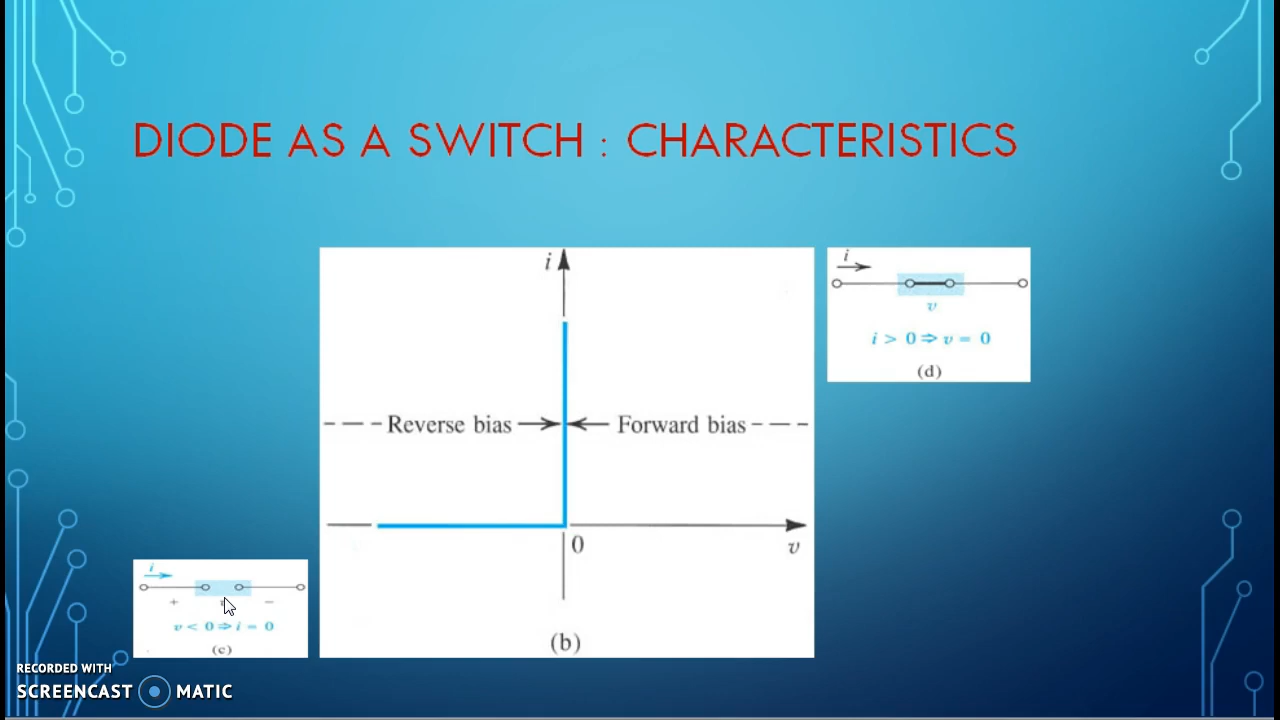 DIODE AS A SWITCH : CHARACTERISTICS
i
Reverse bias
Forward bias
0
v
(b)
i
v
i > 0 ⇒ v = 0
(d)
i
+ −
v < 0 ⇒ i = 0
(c)
RECORDED WITH
SCREENCAST MATIC